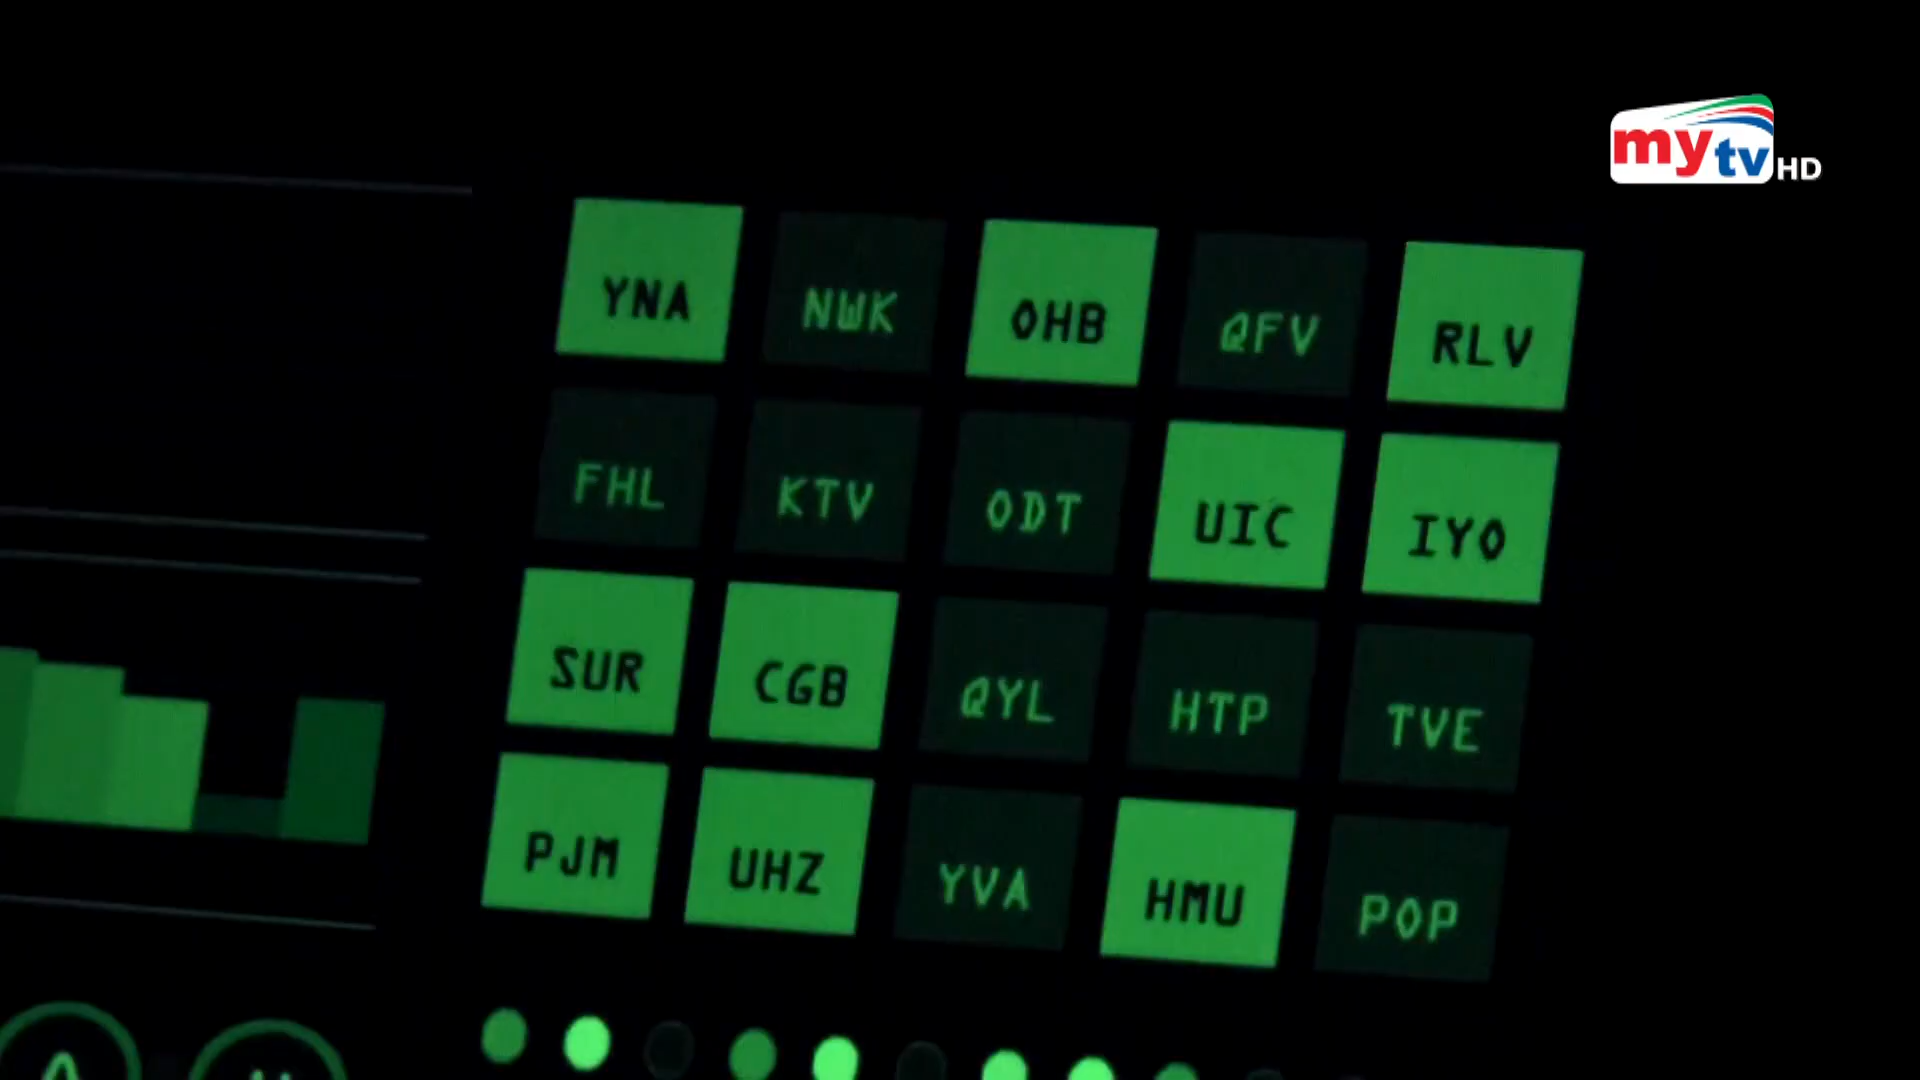 mytv HD
YNA NWK OHB QFV RLV
FHL KTV ODT UIC IYO
SUR CGB QYL HTP TVE
PJM UHZ YVA HMU POP